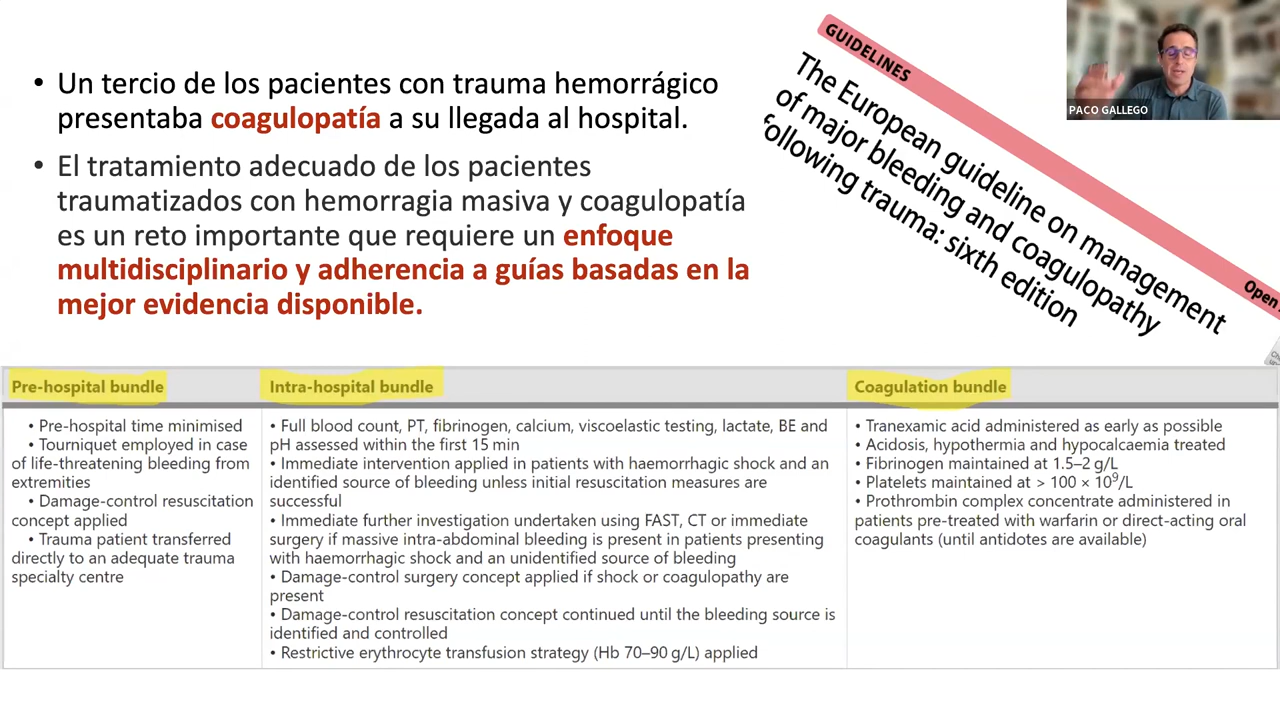 • Un tercio de los pacientes con trauma hemorrágico
presentaba coagulopatía a su llegada al hospital.
• El tratamiento adecuado de los pacientes
traumatizados con hemorragia masiva y coagulopatía
es un reto importante que requiere un enfoque
multidisciplinario y adherencia a guías basadas en la
mejor evidencia disponible.
GUIDELINES
Open
The European guideline on management
of major bleeding and coagulopathy
following trauma: sixth edition
PACO GALLEGO
Pre-hospital bundle
• Pre-hospital time minimised
• Tourniquet employed in case
of life-threatening bleeding from
extremities
• Damage-control resuscitation
concept applied
• Trauma patient transferred
directly to an adequate trauma
specialty centre
Intra-hospital bundle
• Full blood count, PT, fibrinogen, calcium, viscoelastic testing, lactate, BE and
pH assessed within the first 15 min
• Immediate intervention applied in patients with haemorrhagic shock and an
identified source of bleeding unless initial resuscitation measures are
successful
• Immediate further investigation undertaken using FAST, CT or immediate
surgery if massive intra-abdominal bleeding is present in patients presenting
with haemorrhagic shock and an unidentified source of bleeding
• Damage-control surgery concept applied if shock or coagulopathy are
present
• Damage-control resuscitation concept continued until the bleeding source is
identified and controlled
• Restrictive erythrocyte transfusion strategy (Hb 70–90 g/L) applied
Coagulation bundle
• Tranexamic acid administered as early as possible
• Acidosis, hypothermia and hypocalcaemia treated
• Fibrinogen maintained at 1.5–2 g/L
• Platelets maintained at > 100 × 10⁹/L
• Prothrombin complex concentrate administered in
patients pre-treated with warfarin or direct-acting oral
coagulants (until antidotes are available)